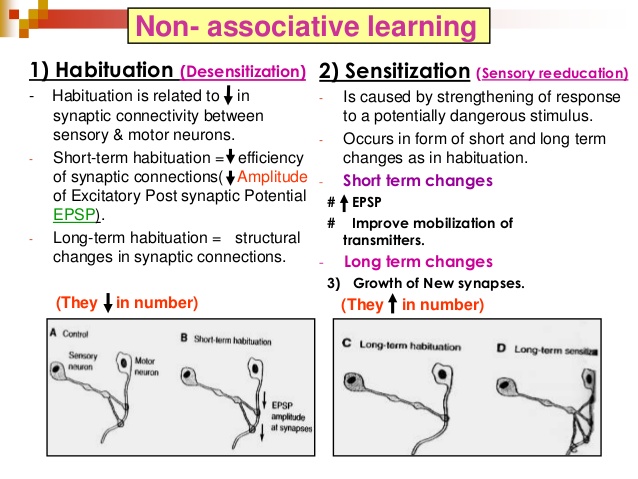 Non- associative learning
1) Habituation (Desensitization)
- Habituation is related to ↓ in
synaptic connectivity between
sensory & motor neurons.
- Short-term habituation = ↓ efficiency
of synaptic connections( ↓ Amplitude
of Excitatory Post synaptic Potential
EPSP).
- Long-term habituation = structural
changes in synaptic connections.
(They ↓ in number)
2) Sensitization (Sensory reeducation)
- Is caused by strengthening of response
to a potentially dangerous stimulus.
- Occurs in form of short and long term
changes as in habituation.
- Short term changes
# ↑ EPSP
# Improve mobilization of
transmitters.
- Long term changes
3) Growth of New synapses.
(They ↑ in number)
A Control
Sensory
neuron
Motor
neuron
B Short-term habituation
↓ EPSP
amplitude
↓ at synapses
C Long-term habituation
D Long-term sensitiz